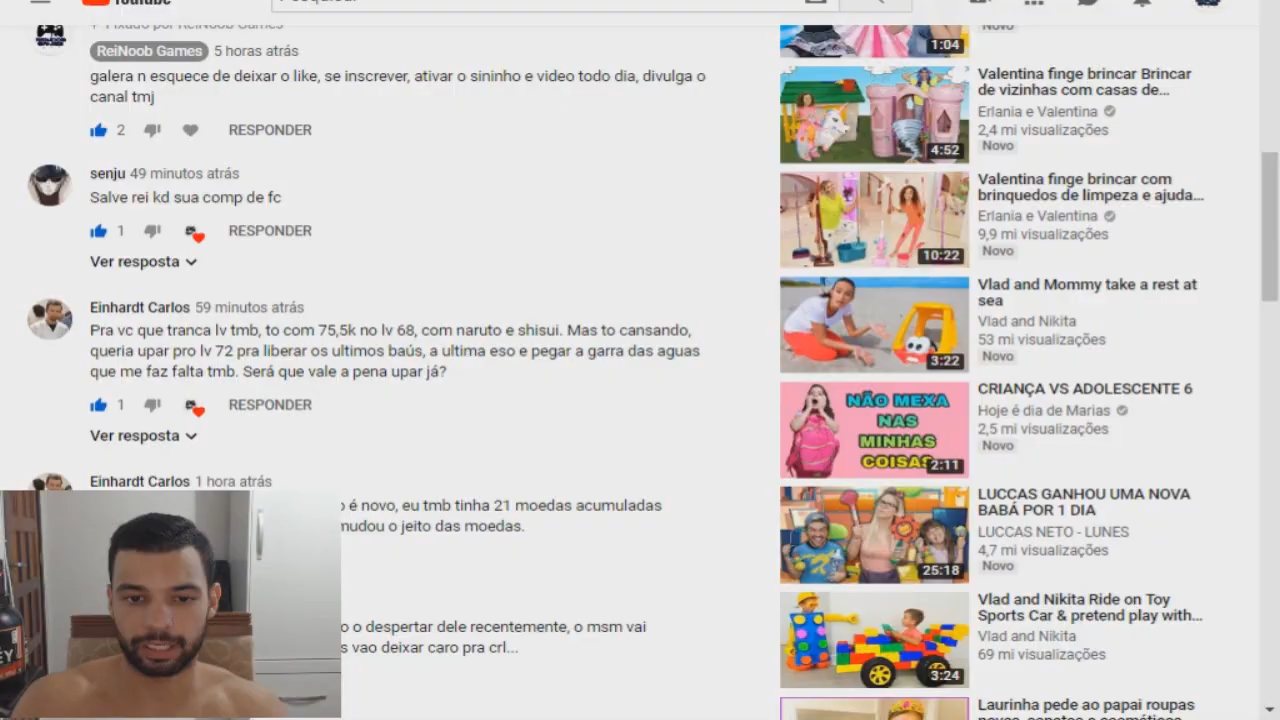 YouTube
Pesquisar
Fixado por ReiNoob Games
ReiNoob Games 5 horas atrás
galera n esquece de deixar o like, se inscrever, ativar o sininho e video todo dia, divulga o
canal tmj
2 RESPONDER
senju 49 minutos atrás
Salve rei kd sua comp de fc
1 RESPONDER
Ver resposta
Einhardt Carlos 59 minutos atrás
Pra vc que tranca lv tmb, to com 75,5k no lv 68, com naruto e shisui. Mas to cansando,
queria upar pro lv 72 pra liberar os ultimos baús, a ultima eso e pegar a garra das aguas
que me faz falta tmb. Será que vale a pena upar já?
1 RESPONDER
Ver resposta
Einhardt Carlos 1 hora atrás
é novo, eu tmb tinha 21 moedas acumuladas
mudou o jeito das moedas.
o despertar dele recentemente, o msm vai
s vao deixar caro pra crl...
Novo
1:04
Valentina finge brincar Brincar
de vizinhas com casas de...
Erlania e Valentina
2,4 mi visualizações
Novo
4:52
Valentina finge brincar com
brinquedos de limpeza e ajuda...
Erlania e Valentina
9,9 mi visualizações
Novo
10:22
Vlad and Mommy take a rest at
sea
Vlad and Nikita
53 mi visualizações
Novo
3:22
CRIANÇA VS ADOLESCENTE 6
Hoje é dia de Marias
2,5 mi visualizações
Novo
NÃO MEXA
NAS
MINHAS
COISAS
2:11
LUCCAS GANHOU UMA NOVA
BABÁ POR 1 DIA
LUCCAS NETO - LUNES
4,7 mi visualizações
Novo
25:18
Vlad and Nikita Ride on Toy
Sports Car & pretend play with...
Vlad and Nikita
69 mi visualizações
3:24
Laurinha pede ao papai roupas